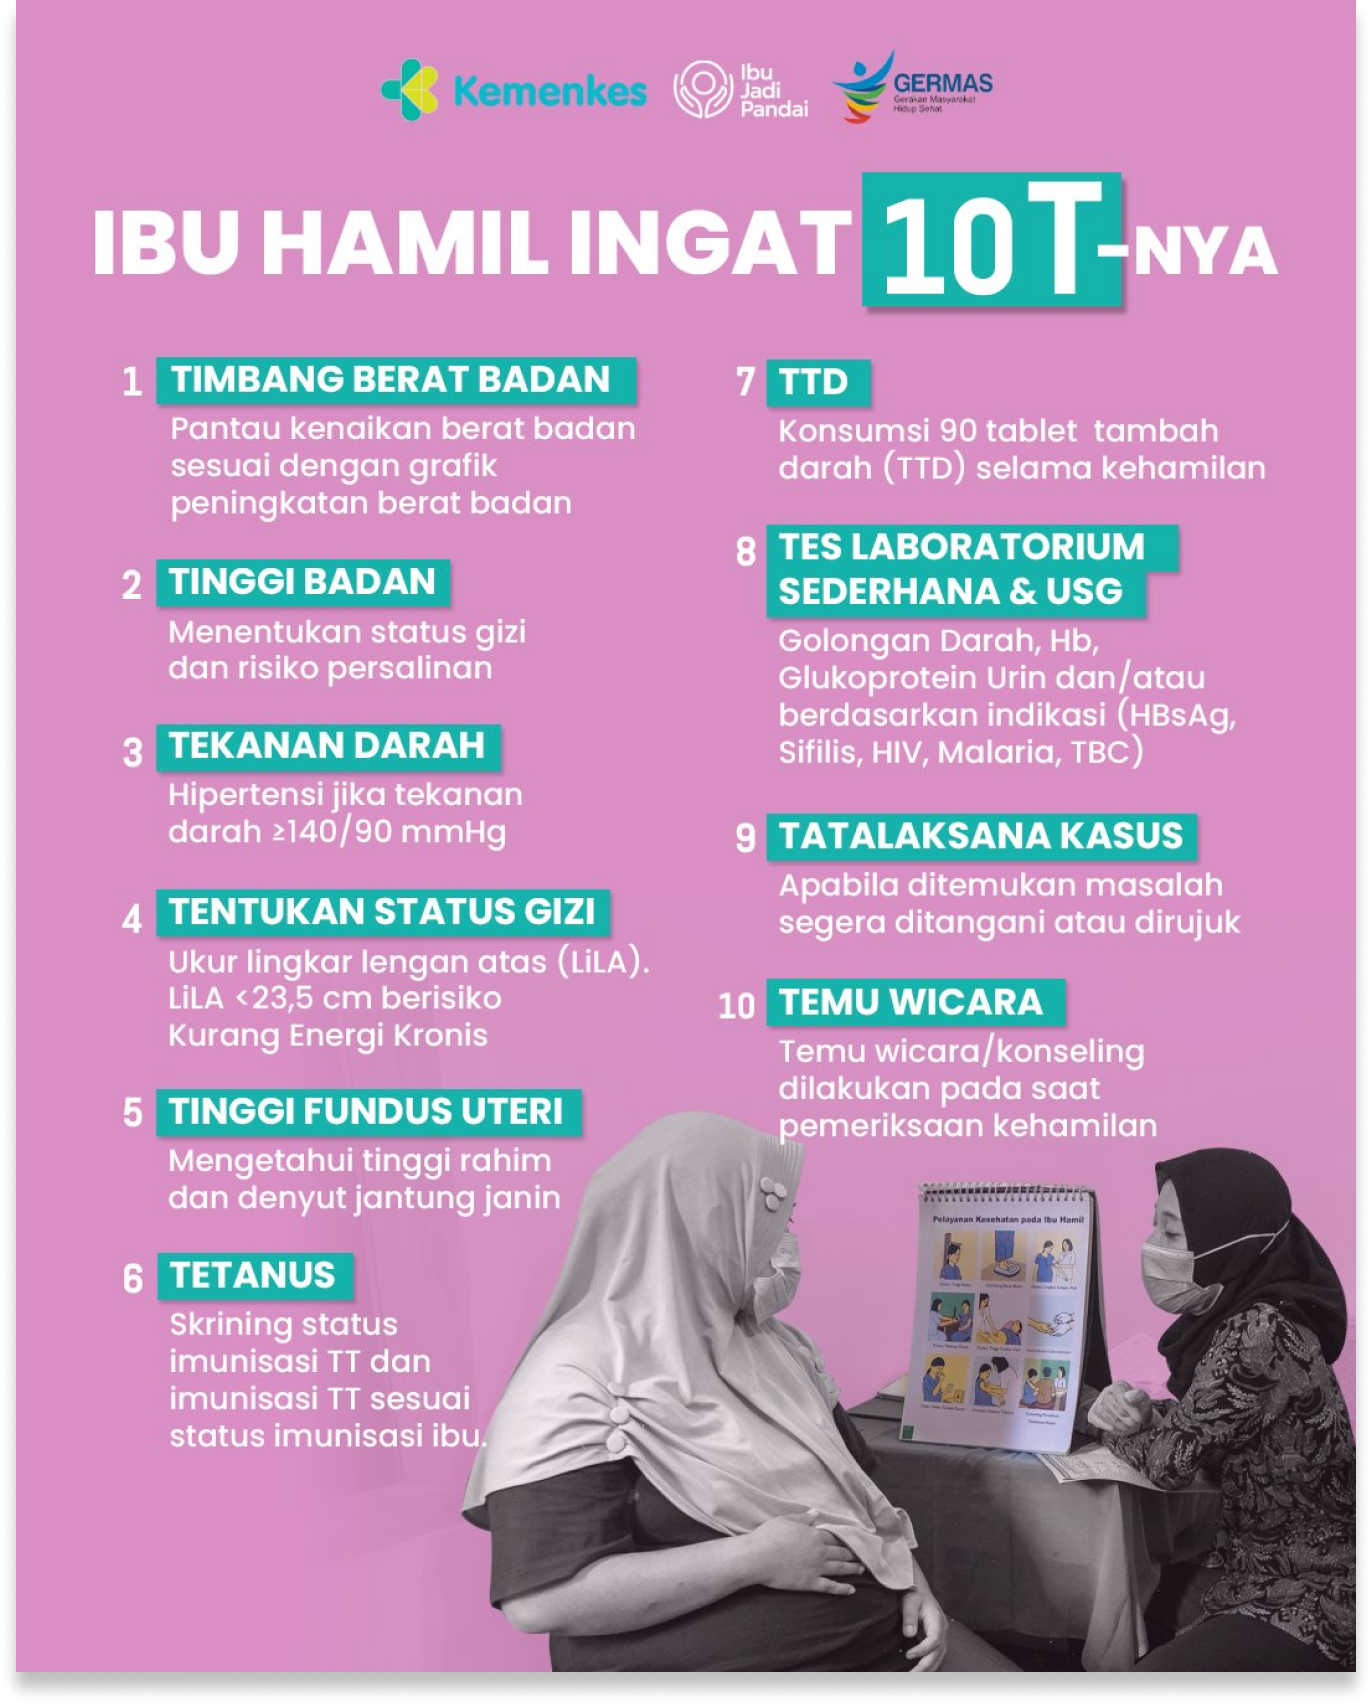 Kemenkes
Ibu
Jadi
Pandai
GERMAS
Gerakan Masyarakat
Hidup Sehat
IBU HAMIL INGAT 10T-NYA
1 TIMBANG BERAT BADAN
Pantau kenaikan berat badan
sesuai dengan grafik
peningkatan berat badan
2 TINGGI BADAN
Menentukan status gizi
dan risiko persalinan
3 TEKANAN DARAH
Hipertensi jika tekanan
darah ≥140/90 mmHg
4 TENTUKAN STATUS GIZI
Ukur lingkar lengan atas (LiLA).
LiLA <23,5 cm berisiko
Kurang Energi Kronis
5 TINGGI FUNDUS UTERI
Mengetahui tinggi rahim
dan denyut jantung janin
6 TETANUS
Skrining status
imunisasi TT dan
imunisasi TT sesuai
status imunisasi ibu.
7 TTD
Konsumsi 90 tablet tambah
darah (TTD) selama kehamilan
8 TES LABORATORIUM
SEDERHANA & USG
Golongan Darah, Hb,
Glukoprotein Urin dan/atau
berdasarkan indikasi (HBsAg,
Sifilis, HIV, Malaria, TBC)
9 TATALAKSANA KASUS
Apabila ditemukan masalah
segera ditangani atau dirujuk
10 TEMU WICARA
Temu wicara/konseling
dilakukan pada saat
pemeriksaan kehamilan
Pelayanan Kesehatan pada Ibu Hamil